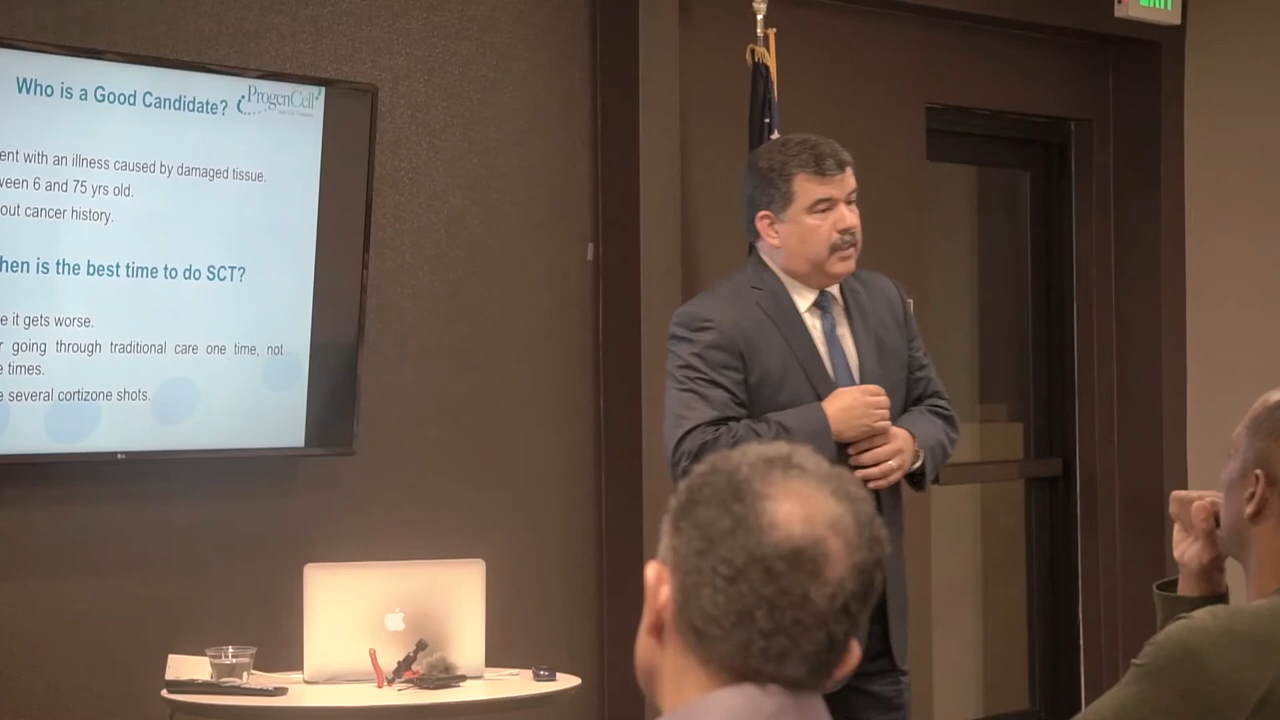 Who is a Good Candidate?
ProgenCell
ent with an illness caused by damaged tissue.
ween 6 and 75 yrs old.
out cancer history.
hen is the best time to do SCT?
e it gets worse.
r going through traditional care one time, not
e times.
e several cortizone shots.
LG
EXIT